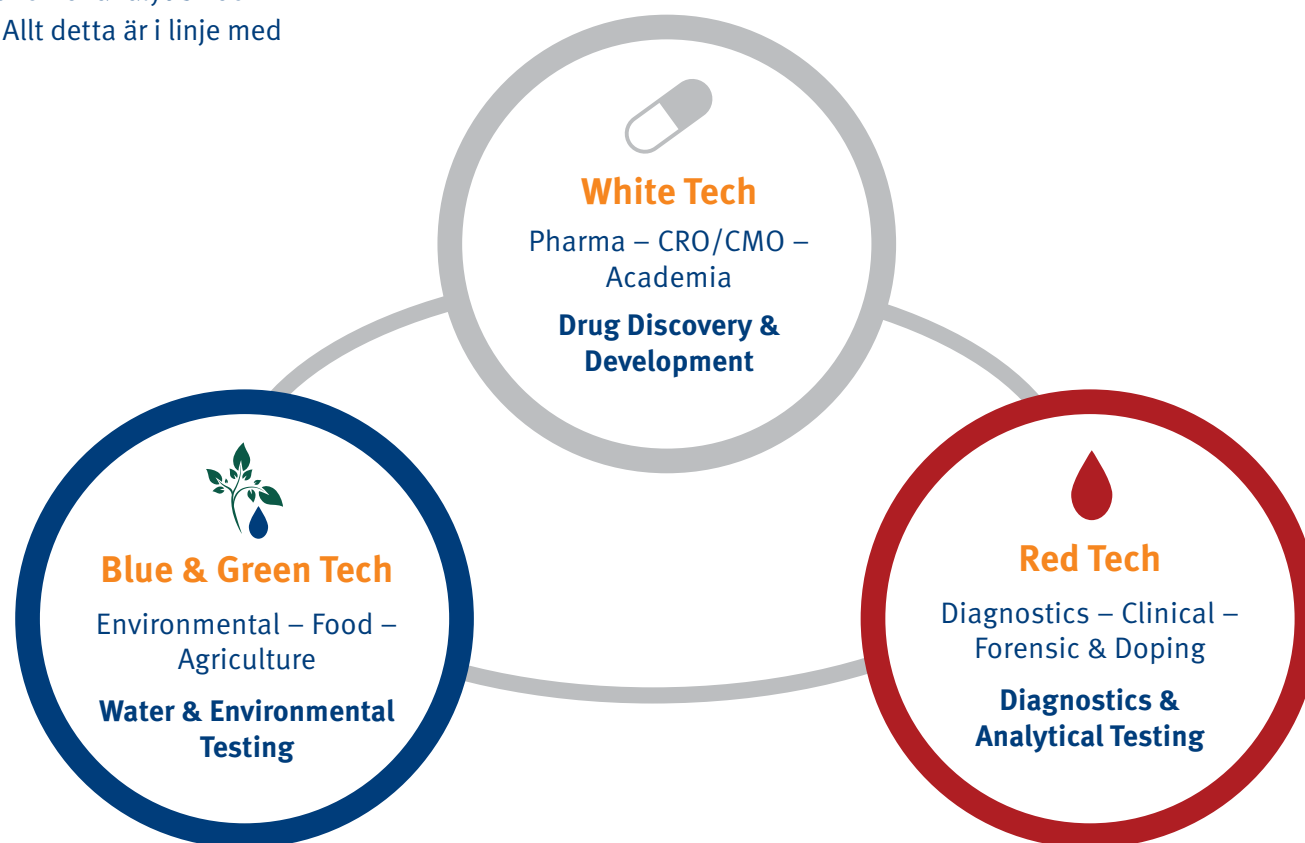 Allt detta är i linje med
White Tech
Pharma – CRO/CMO –
Academia
Drug Discovery &
Development
Blue & Green Tech
Environmental – Food –
Agriculture
Water & Environmental
Testing
Red Tech
Diagnostics – Clinical –
Forensic & Doping
Diagnostics &
Analytical Testing